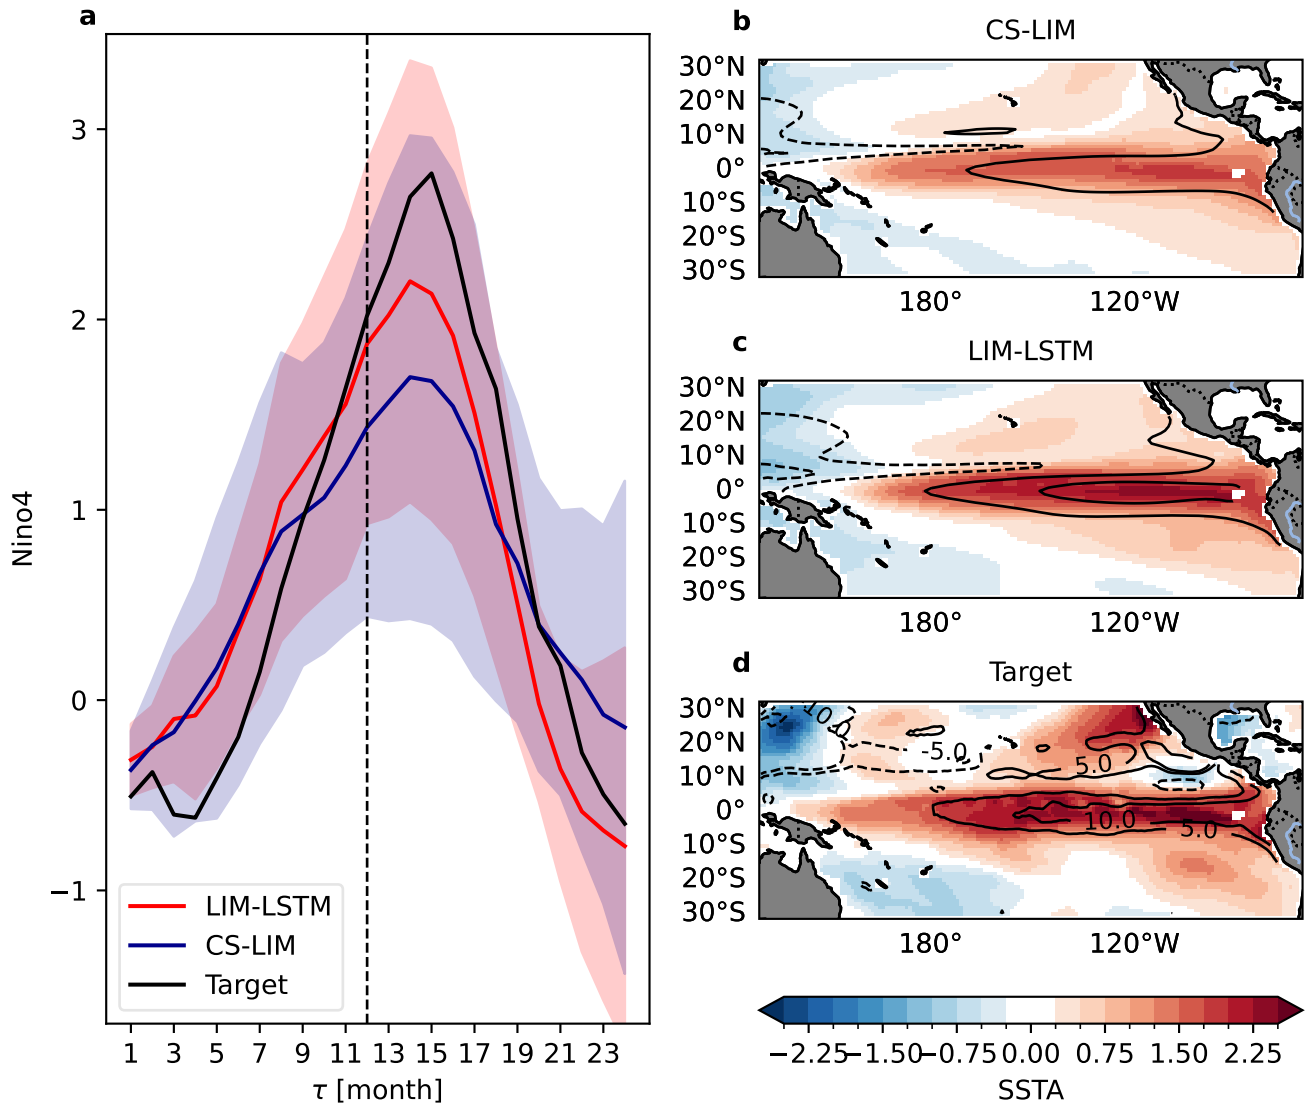 a
3
2
1
0
−1
Nino4
LIM-LSTM
CS-LIM
Target
1 3 5 7 9 11 13 15 17 19 21 23
τ [month]
b
CS-LIM
30°N
20°N
10°N
0°
10°S
20°S
30°S
180° 120°W
c
LIM-LSTM
30°N
20°N
10°N
0°
10°S
20°S
30°S
180° 120°W
d
Target
30°N
20°N
10°N
0°
10°S
20°S
30°S
-10.0
-5.0
5.0
10.0
5.0
180° 120°W
−2.25 −1.50 −0.75 0.00 0.75 1.50 2.25
SSTA